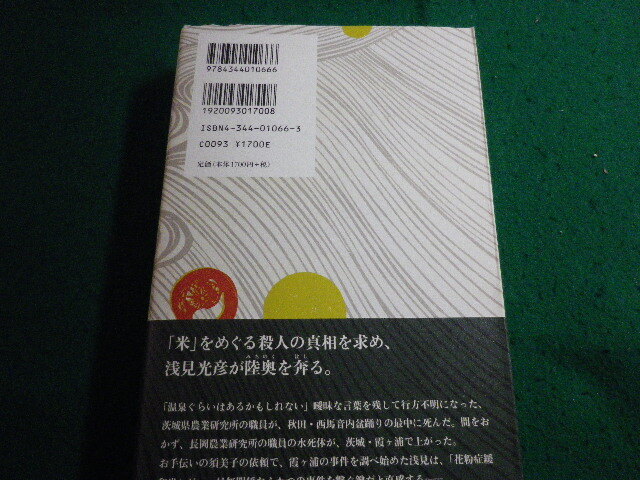 9784344010666
1920093017008
ISBN4-344-01066-3
C0093 ¥1700E
定価(本体1700円+税)
「米」をめぐる殺人の真相を求め、
浅見光彦が陸奥を奔る。
みちのく はし
「温泉ぐらいはあるかもしれない」曖昧な言葉を残して行方不明になった、
茨城県農業研究所の職員が、秋田・西馬音内盆踊りの最中に死んだ。間をお
かず、長岡農業研究所の職員の水死体が、茨城・霞ヶ浦で上がった。
お手伝いの須美子の依頼で、霞ヶ浦の事件を調べ始めた浅見は、「花粉症緩